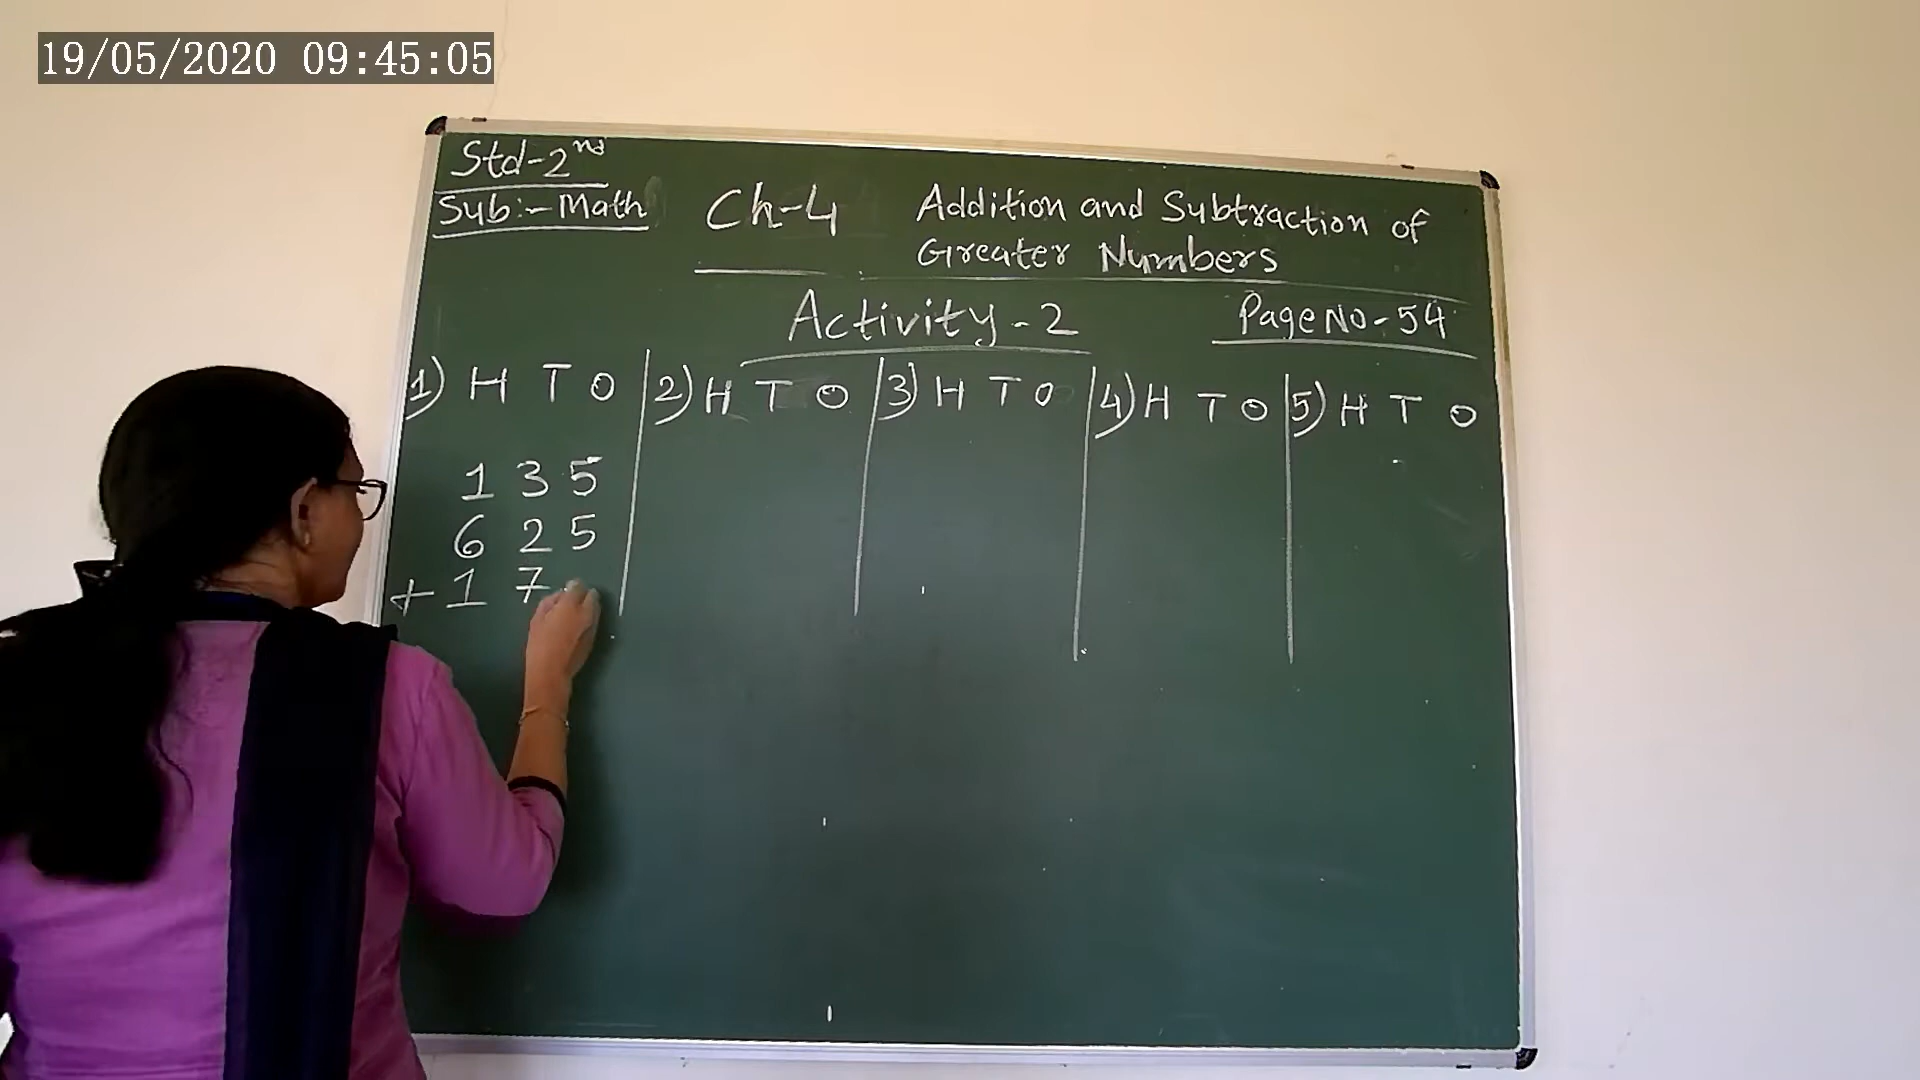 19/05/2020 09:45:05
Std-2nd
Sub:- Math
Ch-4 Addition and Subtraction of
Greater Numbers
Activity-2
Page No-54
1) H T O
1 3 5
6 2 5
+ 1 7
2) H T O
3) H T O
4) H T O
5) H T O